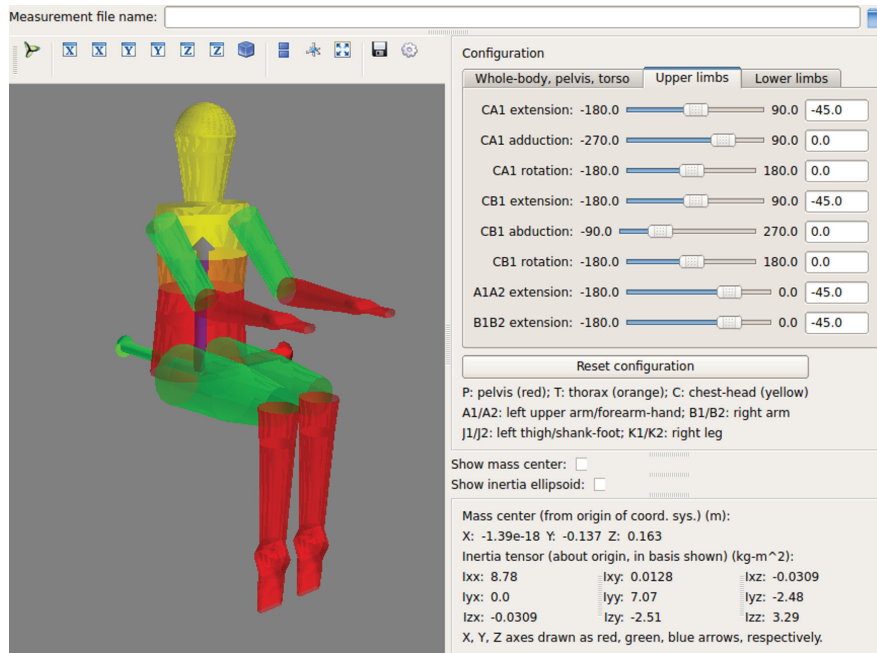 Measurement file name:
X X Y Y Z Z
Configuration
Whole-body, pelvis, torso Upper limbs Lower limbs
CA1 extension: -180.0 90.0 -45.0
CA1 adduction: -270.0 90.0 0.0
CA1 rotation: -180.0 180.0 0.0
CB1 extension: -180.0 90.0 -45.0
CB1 abduction: -90.0 270.0 0.0
CB1 rotation: -180.0 180.0 0.0
A1A2 extension: -180.0 0.0 -45.0
B1B2 extension: -180.0 0.0 -45.0
Reset configuration
P: pelvis (red); T: thorax (orange); C: chest-head (yellow)
A1/A2: left upper arm/forearm-hand; B1/B2: right arm
J1/J2: left thigh/shank-foot; K1/K2: right leg
Show mass center:
Show inertia ellipsoid:
Mass center (from origin of coord. sys.) (m):
X: -1.39e-18 Y: -0.137 Z: 0.163
Inertia tensor (about origin, in basis shown) (kg-m^2):
Ixx: 8.78 Ixy: 0.0128 Ixz: -0.0309
Iyx: 0.0 Iyy: 7.07 Iyz: -2.48
Izx: -0.0309 Izy: -2.51 Izz: 3.29
X, Y, Z axes drawn as red, green, blue arrows, respectively.